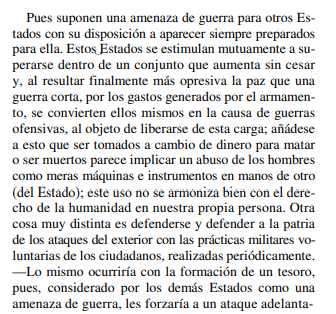 Pues suponen una amenaza de guerra para otros Es-
tados con su disposición a aparecer siempre preparados
para ella. Estos Estados se estimulan mutuamente a su-
perarse dentro de un conjunto que aumenta sin cesar
y, al resultar finalmente más opresiva la paz que una
guerra corta, por los gastos generados por el armamen-
to, se convierten ellos mismos en la causa de guerras
ofensivas, al objeto de liberarse de esta carga; añádese
a esto que ser tomados a cambio de dinero para matar
o ser muertos parece implicar un abuso de los hombres
como meras máquinas e instrumentos en manos de otro
(del Estado); este uso no se armoniza bien con el dere-
cho de la humanidad en nuestra propia persona. Otra
cosa muy distinta es defenderse y defender a la patria
de los ataques del exterior con las prácticas militares vo-
luntarias de los ciudadanos, realizadas periódicamente.
—Lo mismo ocurriría con la formación de un tesoro,
pues, considerado por los demás Estados como una
amenaza de guerra, les forzaría a un ataque adelanta-